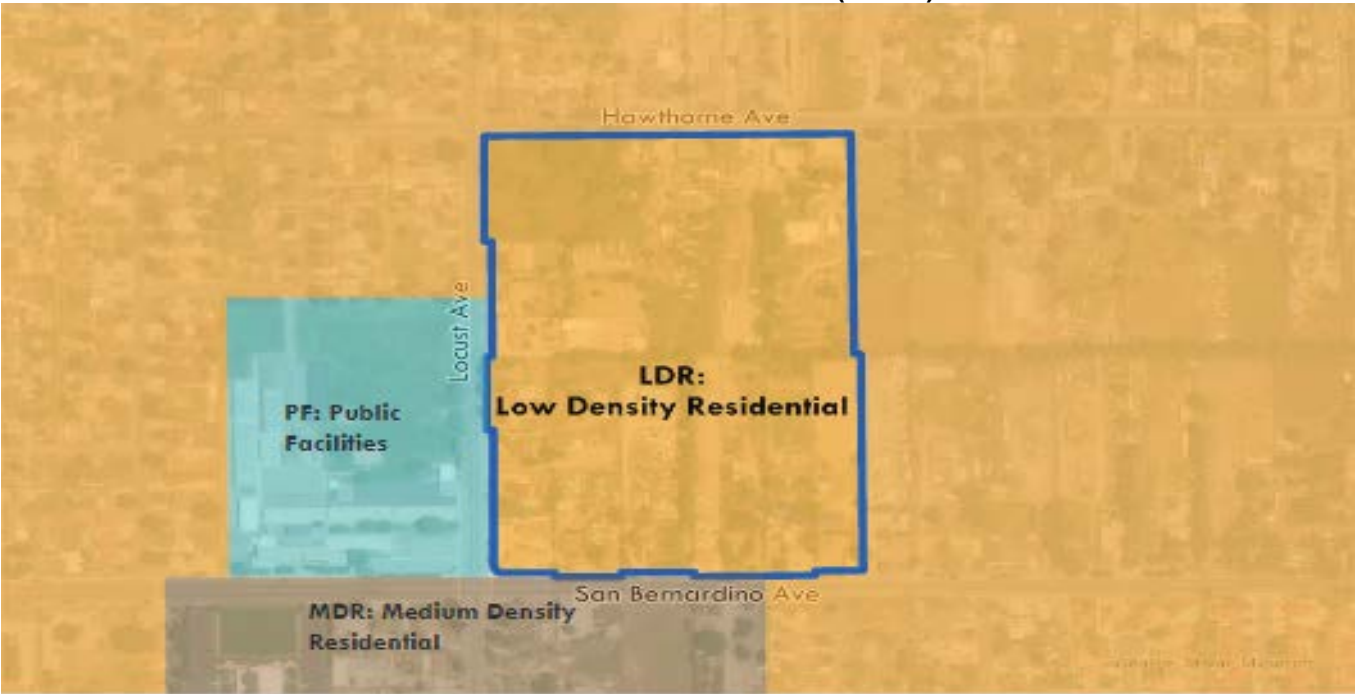 Hawthorne Ave
Locust Ave
LDR:
Low Density Residential
PF: Public
Facilities
San Bernardino Ave
MDR: Medium Density
Residential